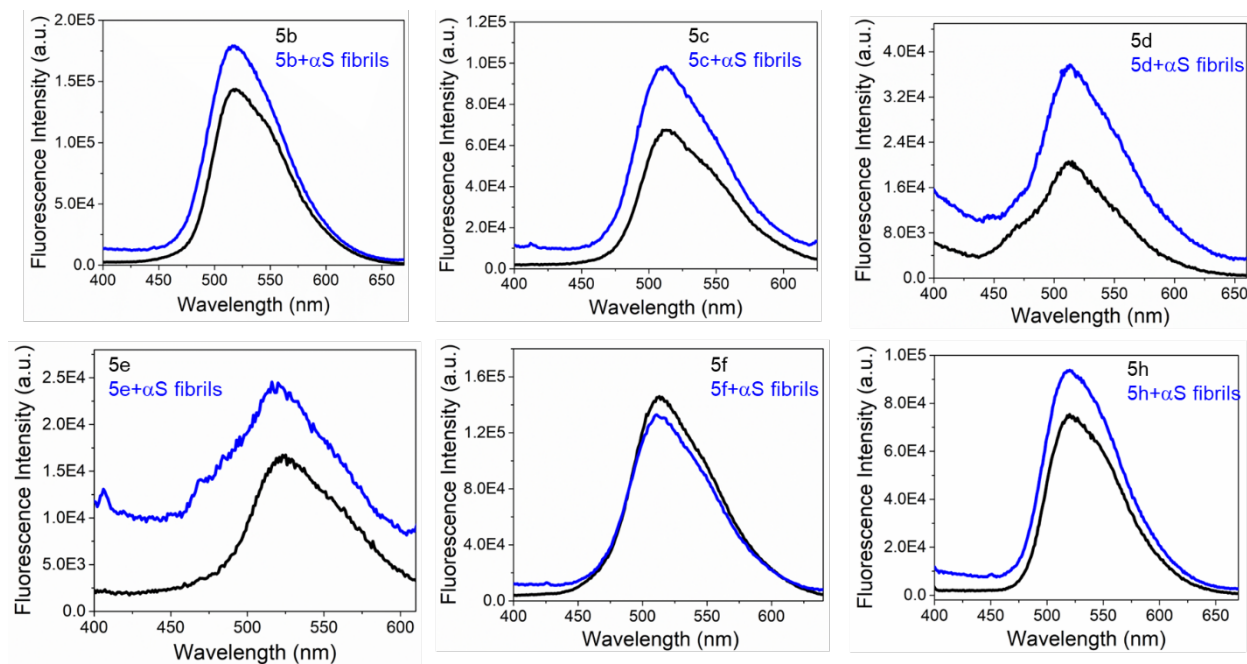 2.0E5
1.5E5
1.0E5
5.0E4
0.0
Fluorescence Intensity (a.u.)
5b
5b+αS fibrils
400 450 500 550 600 650
Wavelength (nm)
1.2E5
1.0E5
8.0E4
6.0E4
4.0E4
2.0E4
0.0
Fluorescence Intensity (a.u.)
5c
5c+αS fibrils
400 450 500 550 600
Wavelength (nm)
4.0E4
3.2E4
2.4E4
1.6E4
8.0E3
0.0
Fluorescence Intensity (a.u.)
5d
5d+αS fibrils
400 450 500 550 600 650
Wavelength (nm)
2.5E4
2.0E4
1.5E4
1.0E4
5.0E3
0.0
Fluorescence Intensity (a.u.)
5e
5e+αS fibrils
400 450 500 550 600
Wavelength (nm)
1.6E5
1.2E5
8.0E4
4.0E4
0.0
Fluorescence Intensity (a.u.)
5f
5f+αS fibrils
400 450 500 550 600
Wavelength (nm)
1.0E5
8.0E4
6.0E4
4.0E4
2.0E4
0.0
Fluorescence Intensity (a.u.)
5h
5h+αS fibrils
400 450 500 550 600 650
Wavelength (nm)